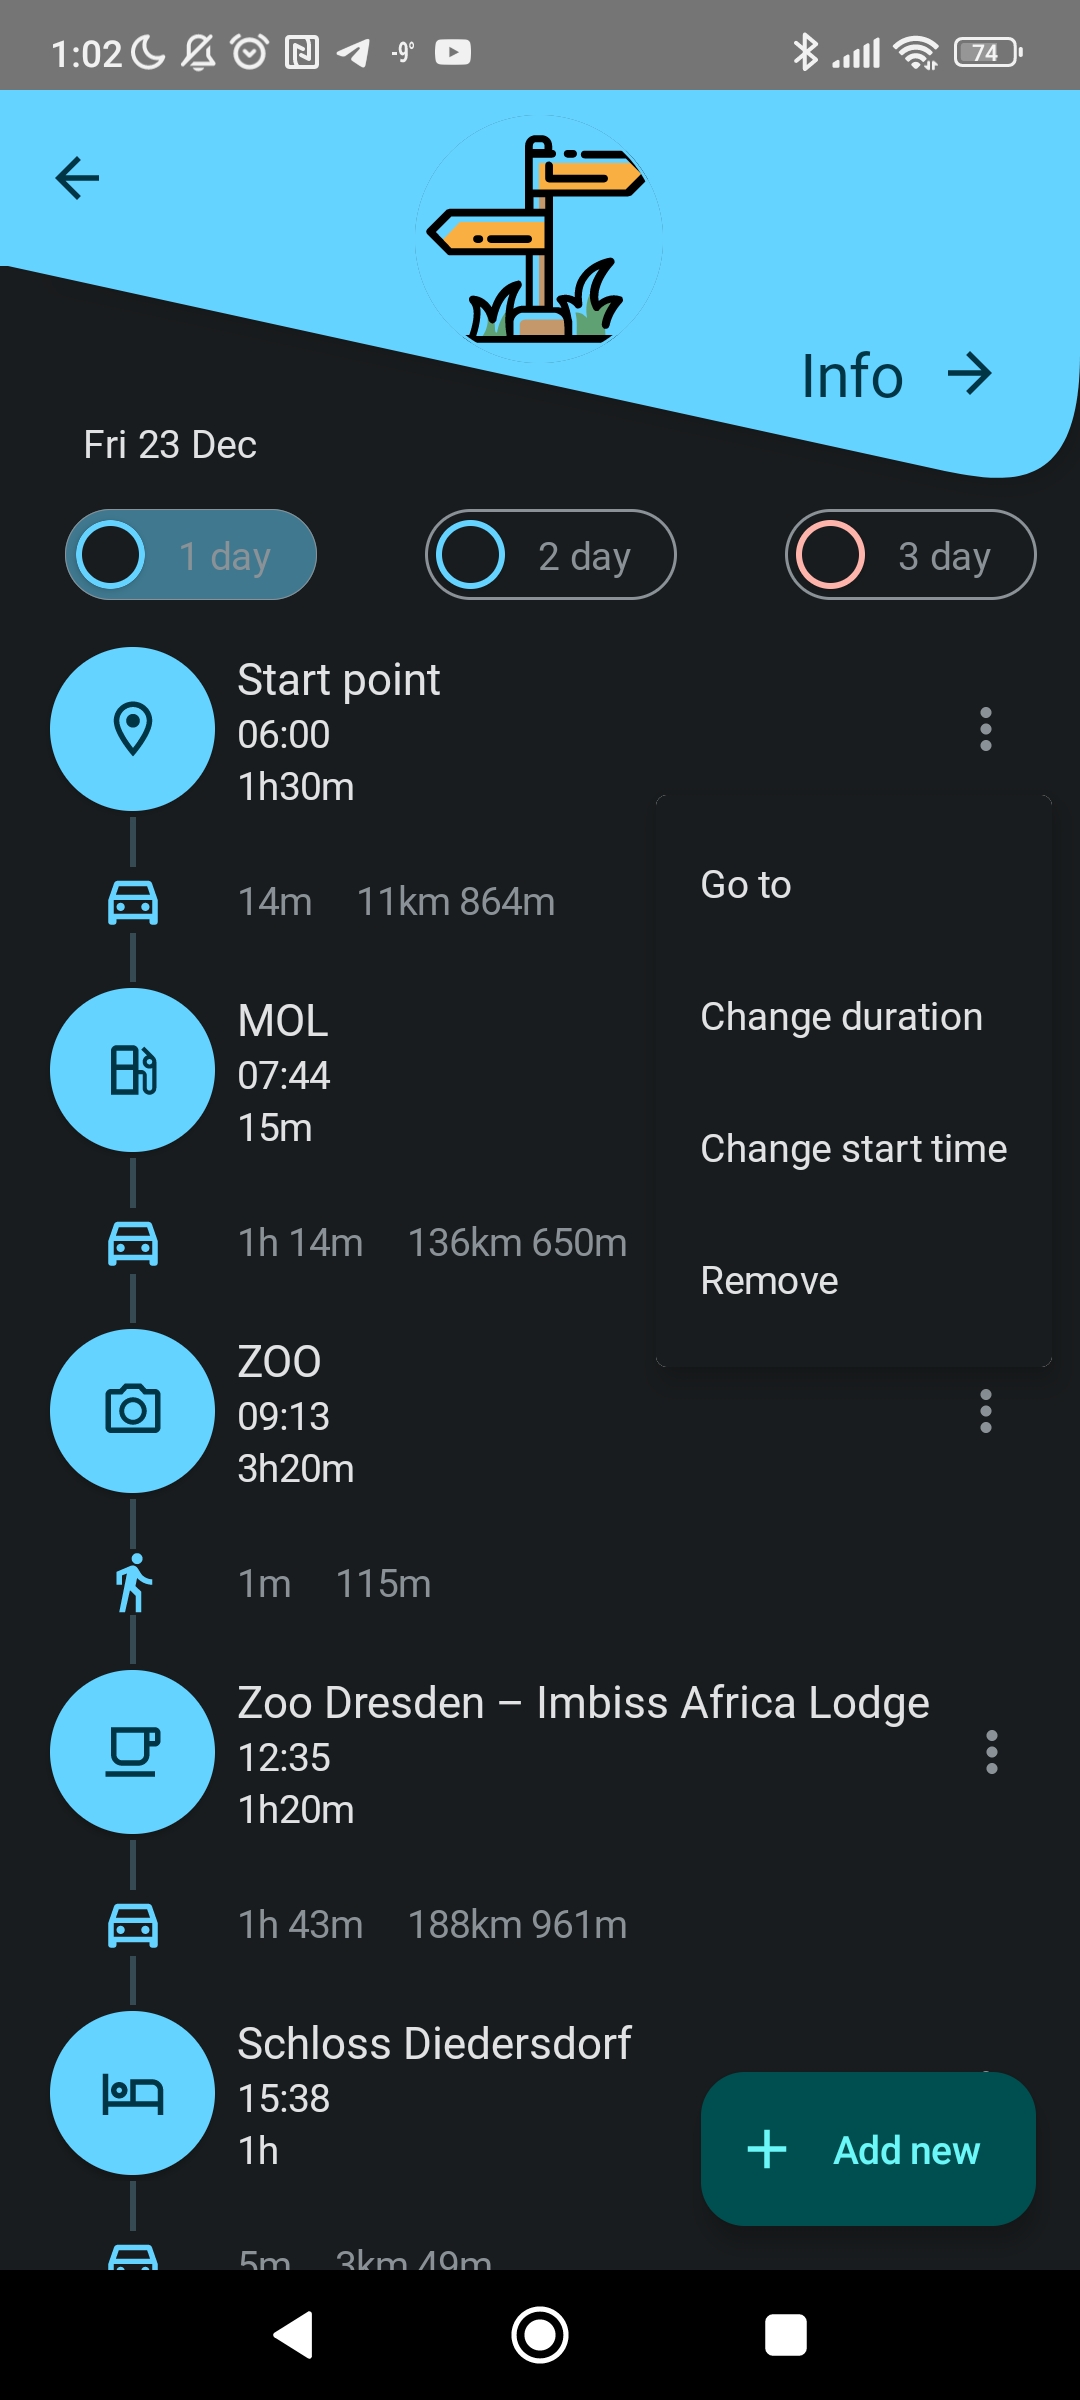 1:02 -9° 74
Info
Fri 23 Dec
1 day 2 day 3 day
Start point
06:00
1h30m
Go to
14m 11km 864m
Change duration
MOL
07:44
15m
Change start time
1h 14m 136km 650m
Remove
ZOO
09:13
3h20m
1m 115m
Zoo Dresden – Imbiss Africa Lodge
12:35
1h20m
1h 43m 188km 961m
Schloss Diedersdorf
15:38
1h
Add new
5m 3km 49m